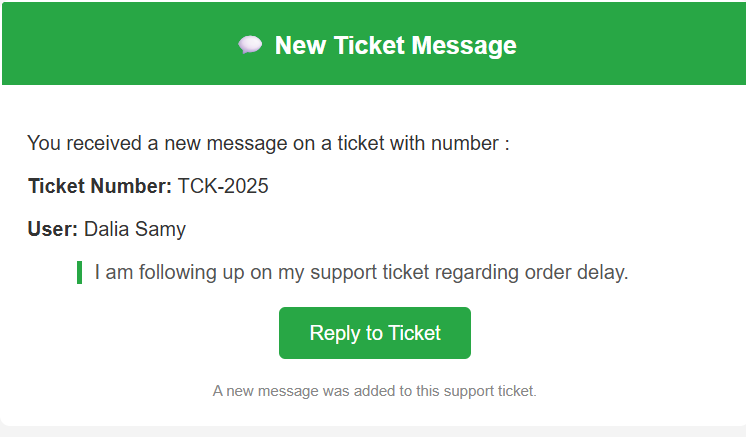 New Ticket Message
You received a new message on a ticket with number :
Ticket Number: TCK-2025
User: Dalia Samy
I am following up on my support ticket regarding order delay.
Reply to Ticket
A new message was added to this support ticket.